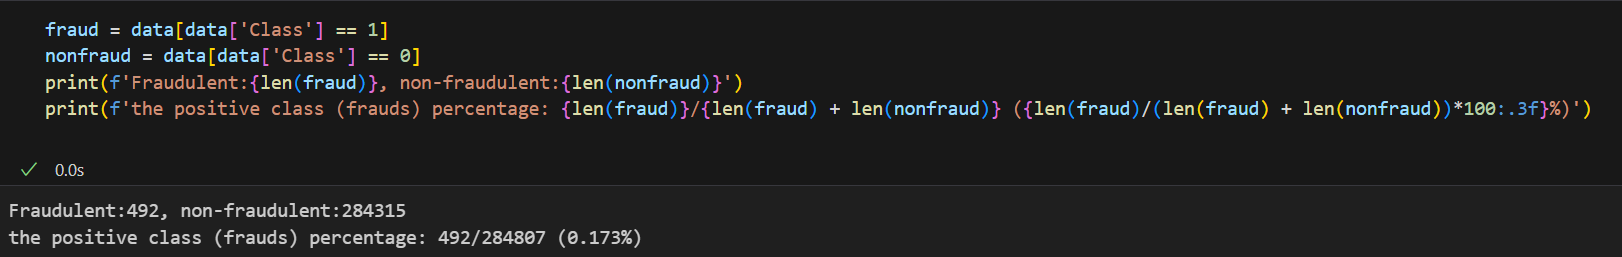 fraud = data[data['Class'] == 1]
nonfraud = data[data['Class'] == 0]
print(f'Fraudulent:{len(fraud)}, non-fraudulent:{len(nonfraud)}')
print(f'the positive class (frauds) percentage: {len(fraud)}/{len(fraud) + len(nonfraud)} ({len(fraud)/(len(fraud) + len(nonfraud))*100:.3f}%)')
0.0s
Fraudulent:492, non-fraudulent:284315
the positive class (frauds) percentage: 492/284807 (0.173%)